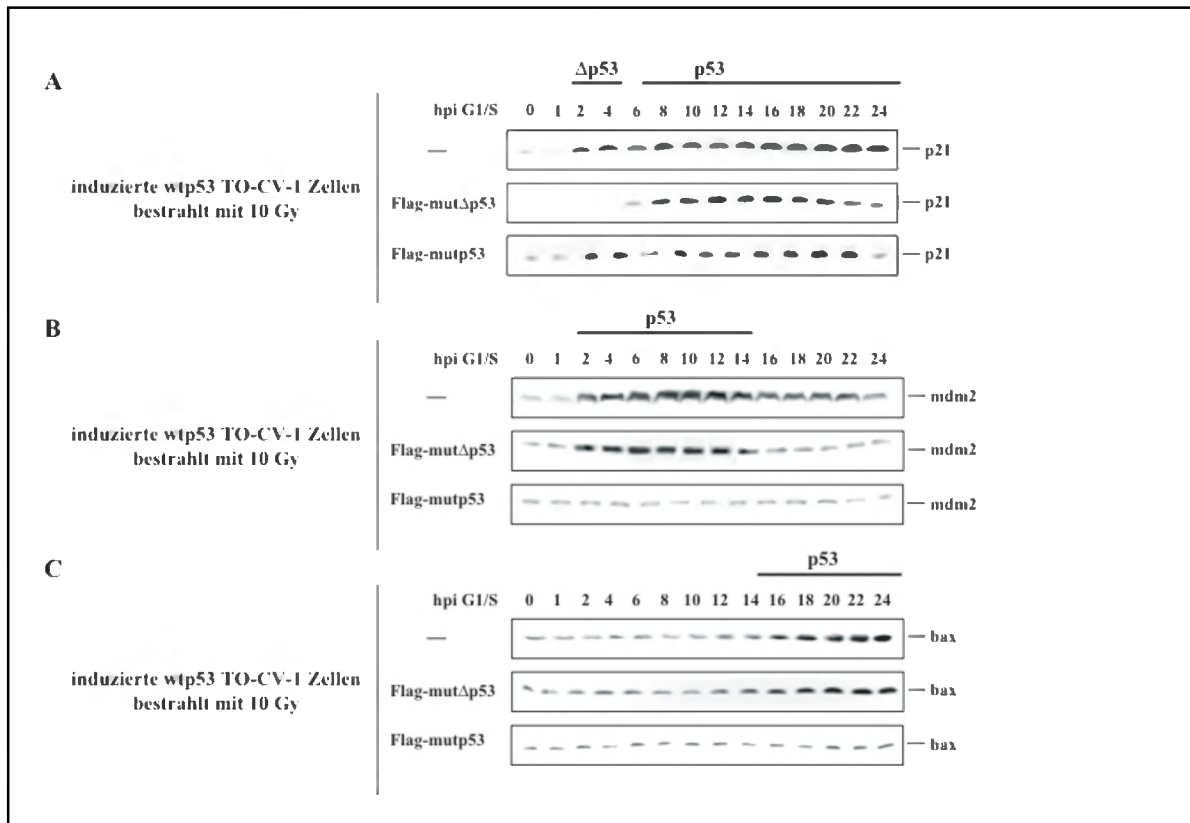 A
Δp53 p53
hpi G1/S 0 1 2 4 6 8 10 12 14 16 18 20 22 24
— p21
induzierte wtp53 TO-CV-1 Zellen
bestrahlt mit 10 Gy
Flag-mutΔp53 p21
Flag-mutp53 p21
B
p53
hpi G1/S 0 1 2 4 6 8 10 12 14 16 18 20 22 24
— mdm2
induzierte wtp53 TO-CV-1 Zellen
bestrahlt mit 10 Gy
Flag-mutΔp53 mdm2
Flag-mutp53 mdm2
C
p53
hpi G1/S 0 1 2 4 6 8 10 12 14 16 18 20 22 24
— bax
induzierte wtp53 TO-CV-1 Zellen
bestrahlt mit 10 Gy
Flag-mutΔp53 bax
Flag-mutp53 bax